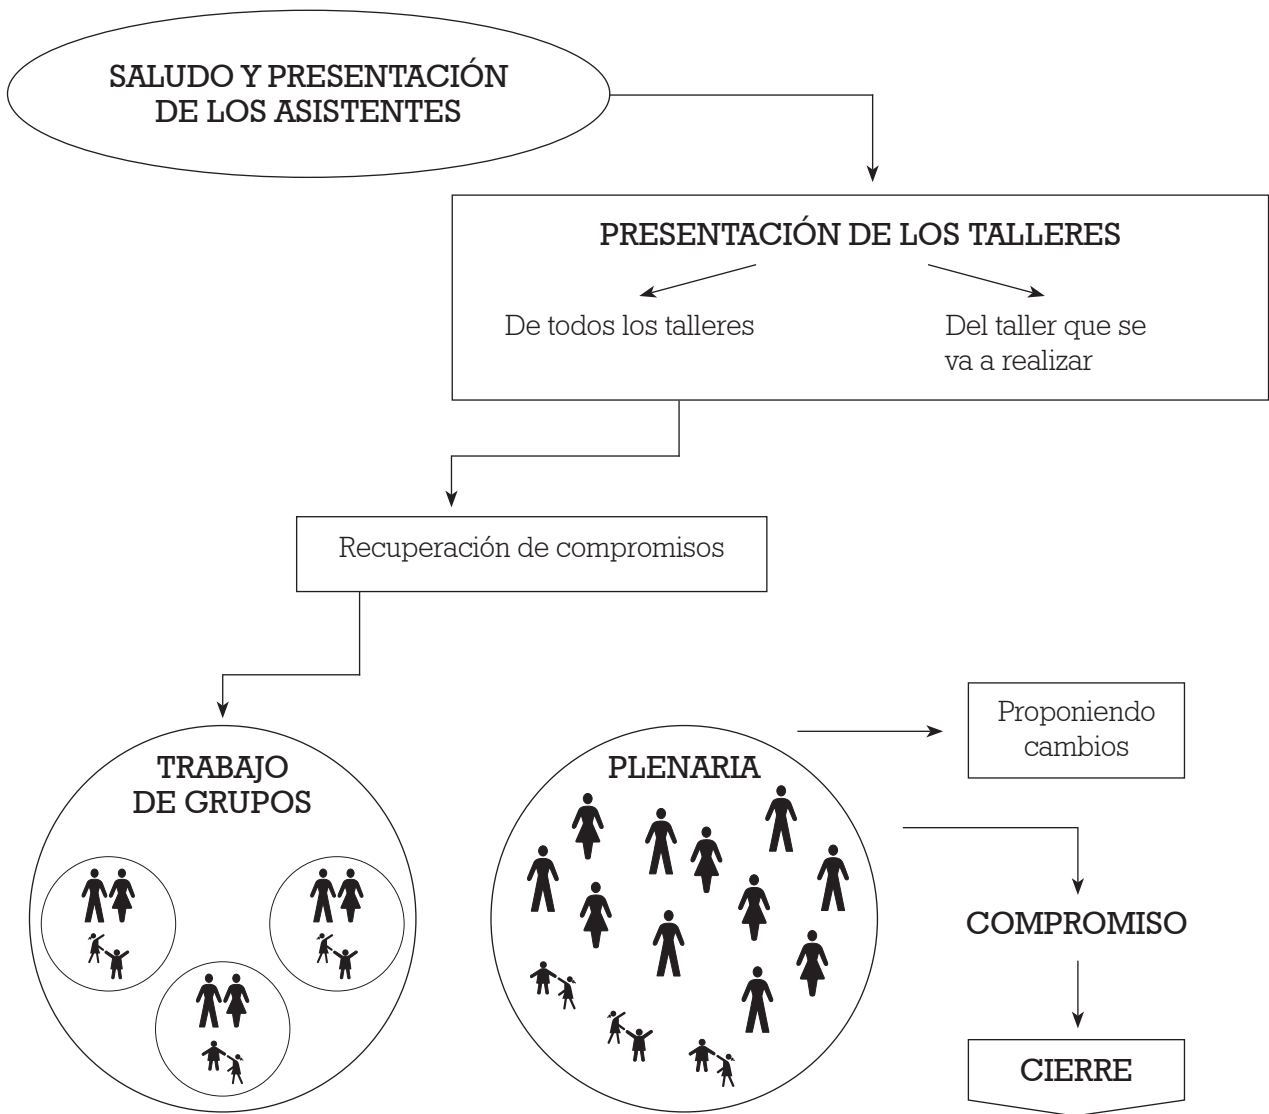 SALUDO Y PRESENTACIÓN
DE LOS ASISTENTES
PRESENTACIÓN DE LOS TALLERES
De todos los talleres
Del taller que se
va a realizar
Recuperación de compromisos
TRABAJO
DE GRUPOS
PLENARIA
Proponiendo
cambios
COMPROMISO
CIERRE